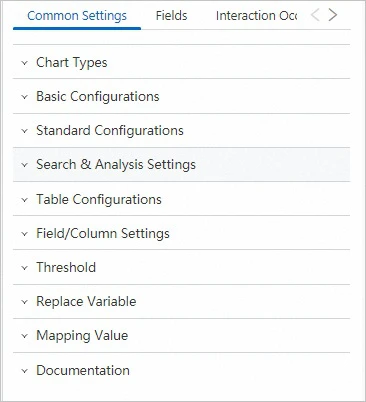 Common Settings Fields Interaction Occ
Chart Types
Basic Configurations
Standard Configurations
Search & Analysis Settings
Table Configurations
Field/Column Settings
Threshold
Replace Variable
Mapping Value
Documentation